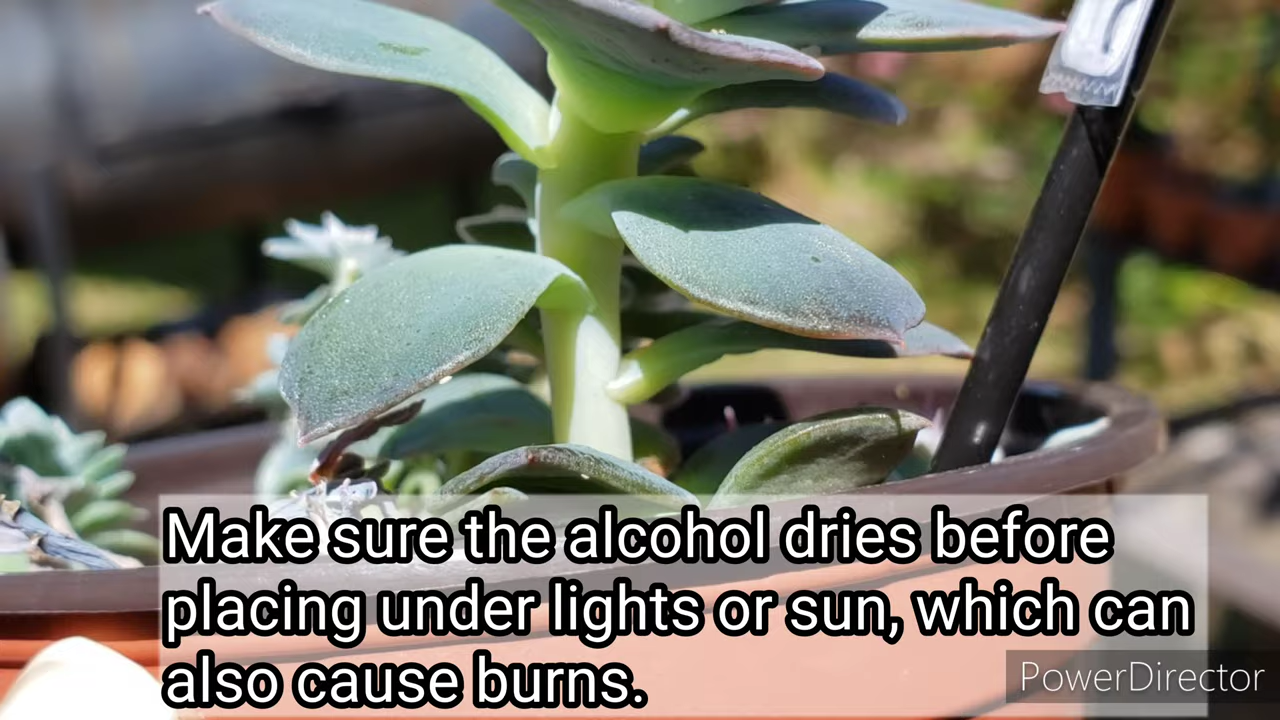 Make sure the alcohol dries before
placing under lights or sun, which can
also cause burns.
PowerDirector